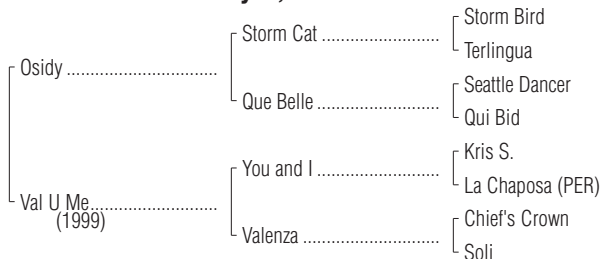 Storm Bird
Storm Cat ........................
Terlingua
Osidy ...............................
Seattle Dancer
Que Belle .........................
Qui Bid
Kris S.
You and I .........................
La Chaposa (PER)
Val U Me..........................
(1999)
Chief's Crown
Valenza ............................
Soli